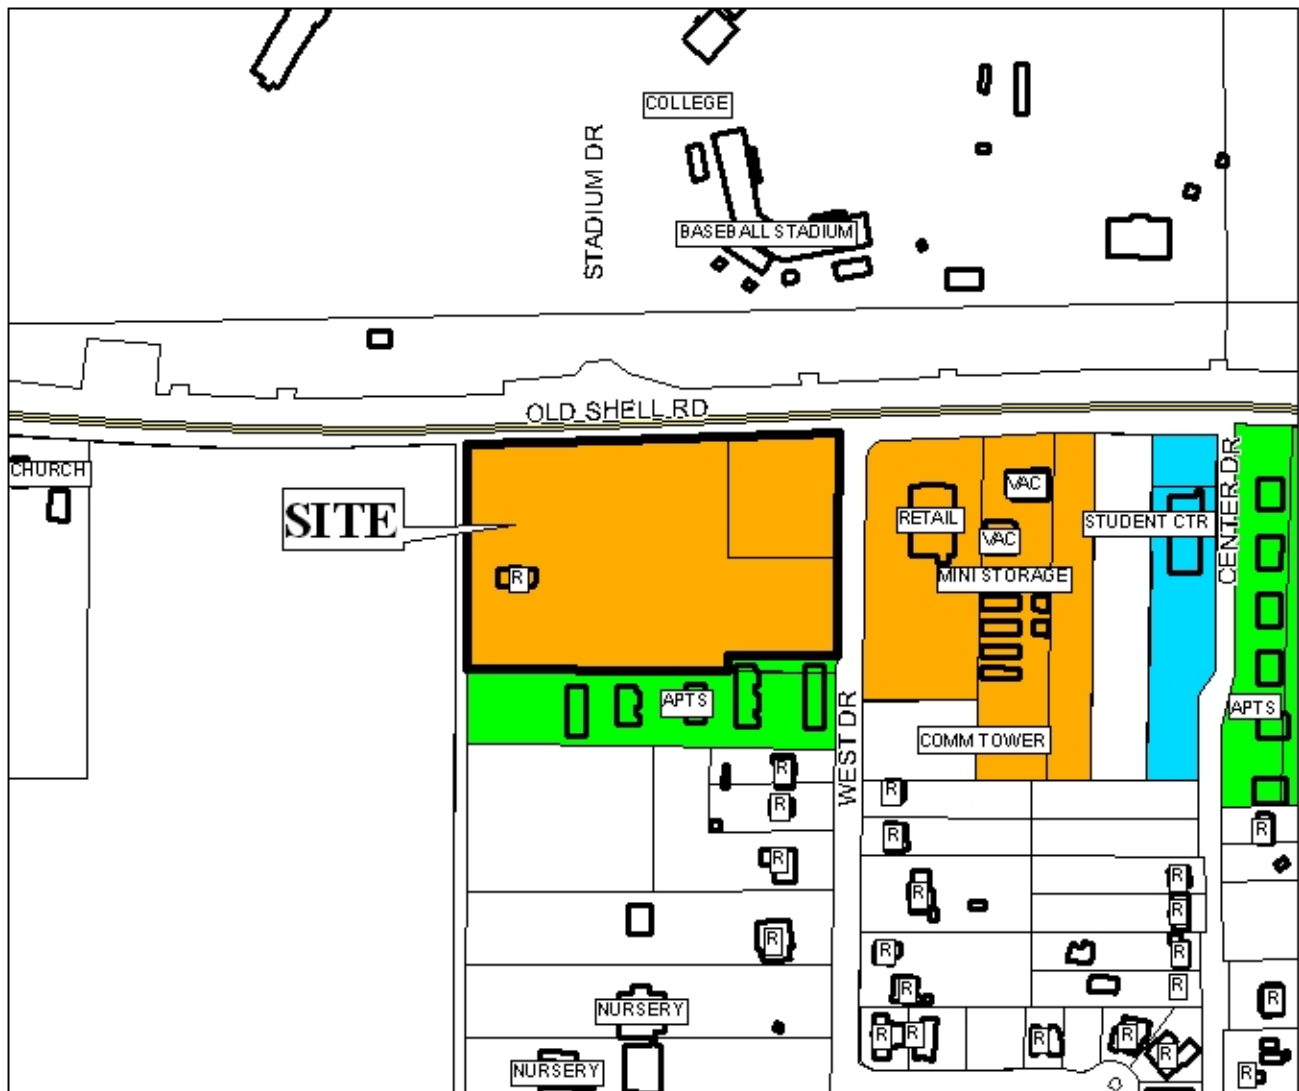 COLLEGE
STADIUM DR
BASEBALL STADIUM
OLD SHELL RD
CHURCH
SITE
R
RETAIL
VAC
VAC
MINI STORAGE
STUDENT CTR
CENTER DR
APTS
APTS
COMM TOWER
WEST DR
R
R
R
R
R
R
R
R
R
R
R
R
R
R
NURSERY
R
R
R
R
R
R
NURSERY
R